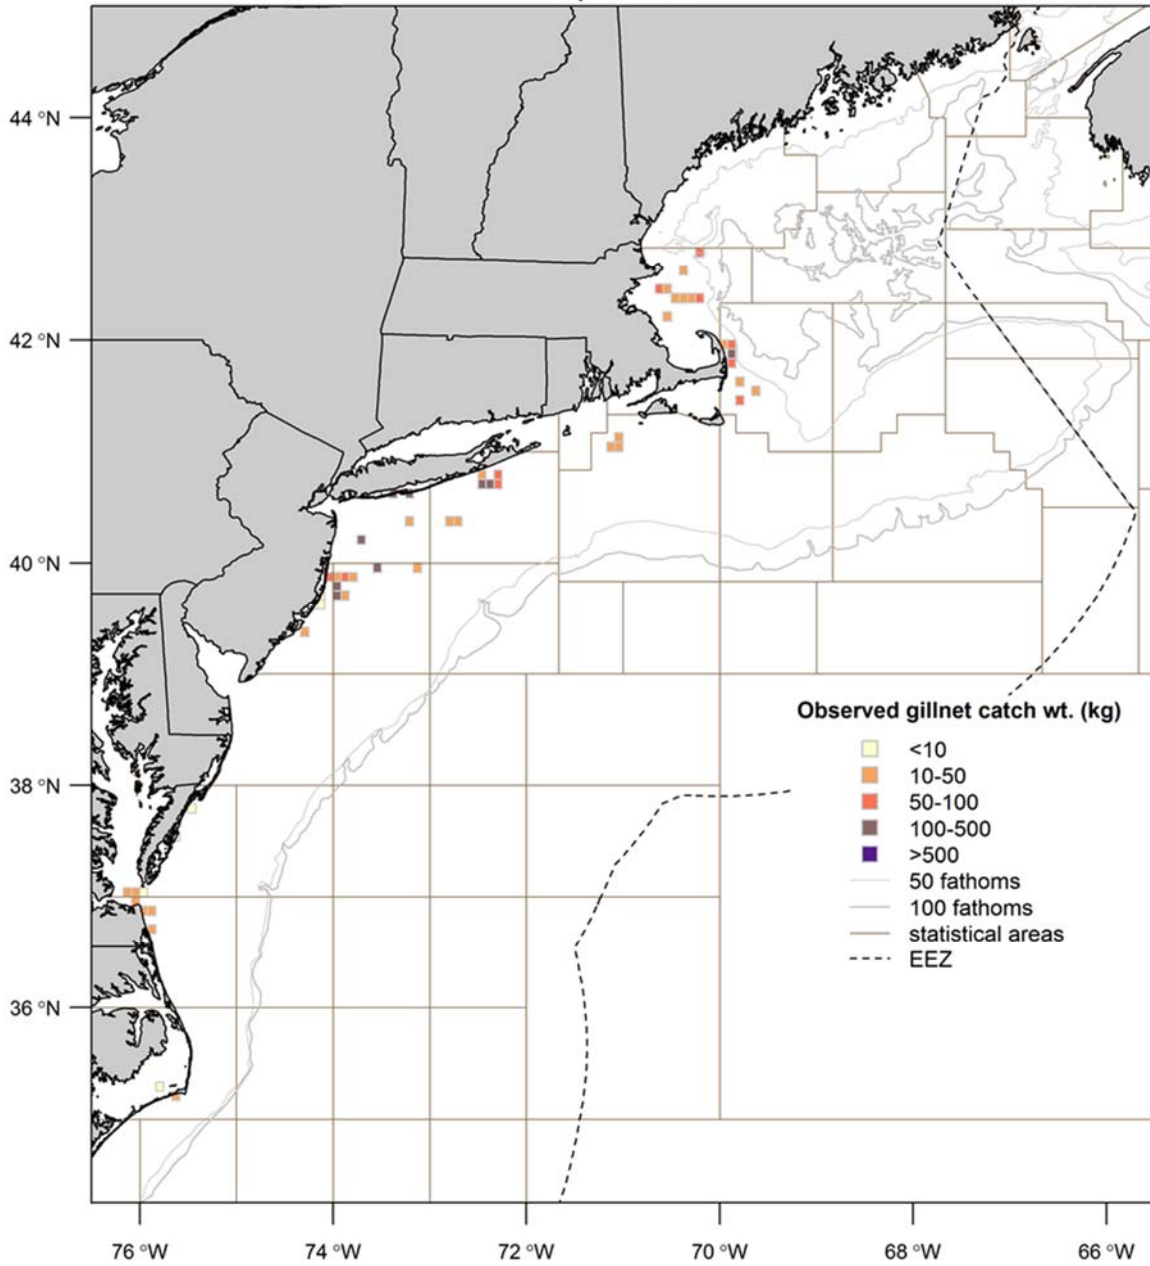 44 °N
42 °N
40 °N
38 °N
36 °N
Observed gillnet catch wt. (kg)
<10
10-50
50-100
100-500
>500
50 fathoms
100 fathoms
statistical areas
EEZ
76 °W 74 °W 72 °W 70 °W 68 °W 66 °W